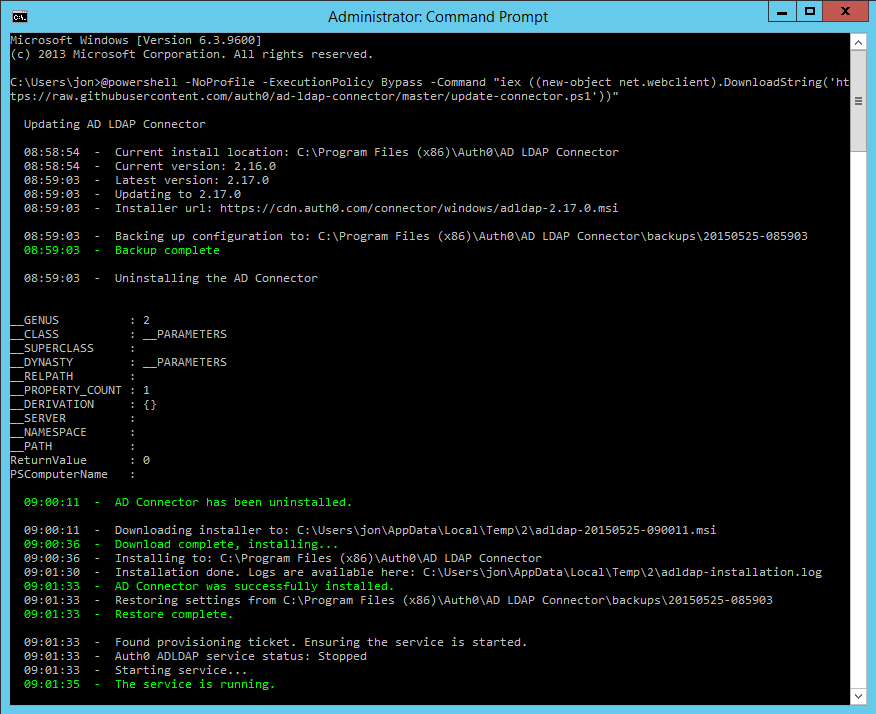 Administrator: Command Prompt
Microsoft Windows [Version 6.3.9600]
(c) 2013 Microsoft Corporation. All rights reserved.
C:\Users\jon>@powershell -NoProfile -ExecutionPolicy Bypass -Command "iex ((new-object net.webclient).DownloadString('ht
tps://raw.githubusercontent.com/auth0/ad-ldap-connector/master/update-connector.ps1'))"
Updating AD LDAP Connector
08:58:54  -  Current install location: C:\Program Files (x86)\Auth0\AD LDAP Connector
08:58:54  -  Current version: 2.16.0
08:59:03  -  Latest version: 2.17.0
08:59:03  -  Updating to 2.17.0
08:59:03  -  Installer url: https://cdn.auth0.com/connector/windows/adldap-2.17.0.msi
08:59:03  -  Backing up configuration to: C:\Program Files (x86)\Auth0\AD LDAP Connector\backups\20150525-085903
08:59:03  -  Backup complete
08:59:03  -  Uninstalling the AD Connector
__GENUS          : 2
__CLASS          : __PARAMETERS
__SUPERCLASS     :
__DYNASTY        : __PARAMETERS
__RELPATH        :
__PROPERTY_COUNT : 1
__DERIVATION     : {}
__SERVER         :
__NAMESPACE      :
__PATH           :
ReturnValue      : 0
PSComputerName   :
09:00:11  -  AD Connector has been uninstalled.
09:00:11  -  Downloading installer to: C:\Users\jon\AppData\Local\Temp\2\adldap-20150525-090011.msi
09:00:36  -  Download complete, installing...
09:00:36  -  Installing to: C:\Program Files (x86)\Auth0\AD LDAP Connector
09:01:30  -  Installation done. Logs are available here: C:\Users\jon\AppData\Local\Temp\2\adldap-installation.log
09:01:33  -  AD Connector was successfully installed.
09:01:33  -  Restoring settings from C:\Program Files (x86)\Auth0\AD LDAP Connector\backups\20150525-085903
09:01:33  -  Restore complete.
09:01:33  -  Found provisioning ticket. Ensuring the service is started.
09:01:33  -  Auth0 ADLDAP service status: Stopped
09:01:33  -  Starting service...
09:01:35  -  The service is running.